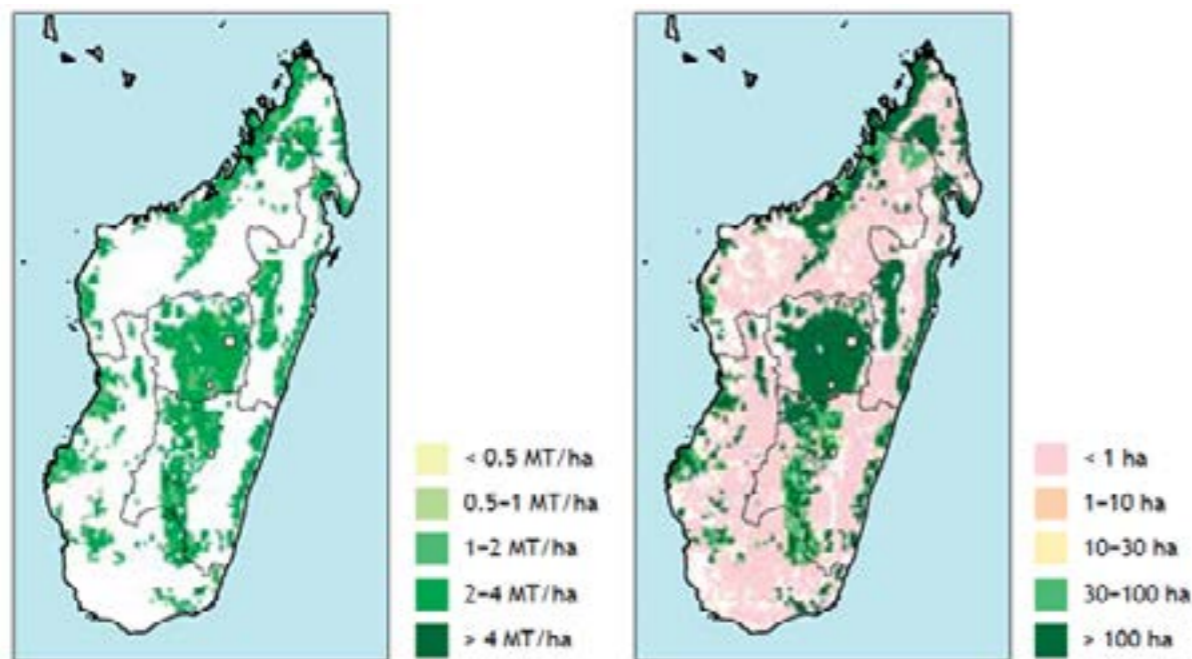 < 0.5 MT/ha
0.5–1 MT/ha
1–2 MT/ha
2–4 MT/ha
> 4 MT/ha
< 1 ha
1–10 ha
10–30 ha
30–100 ha
> 100 ha